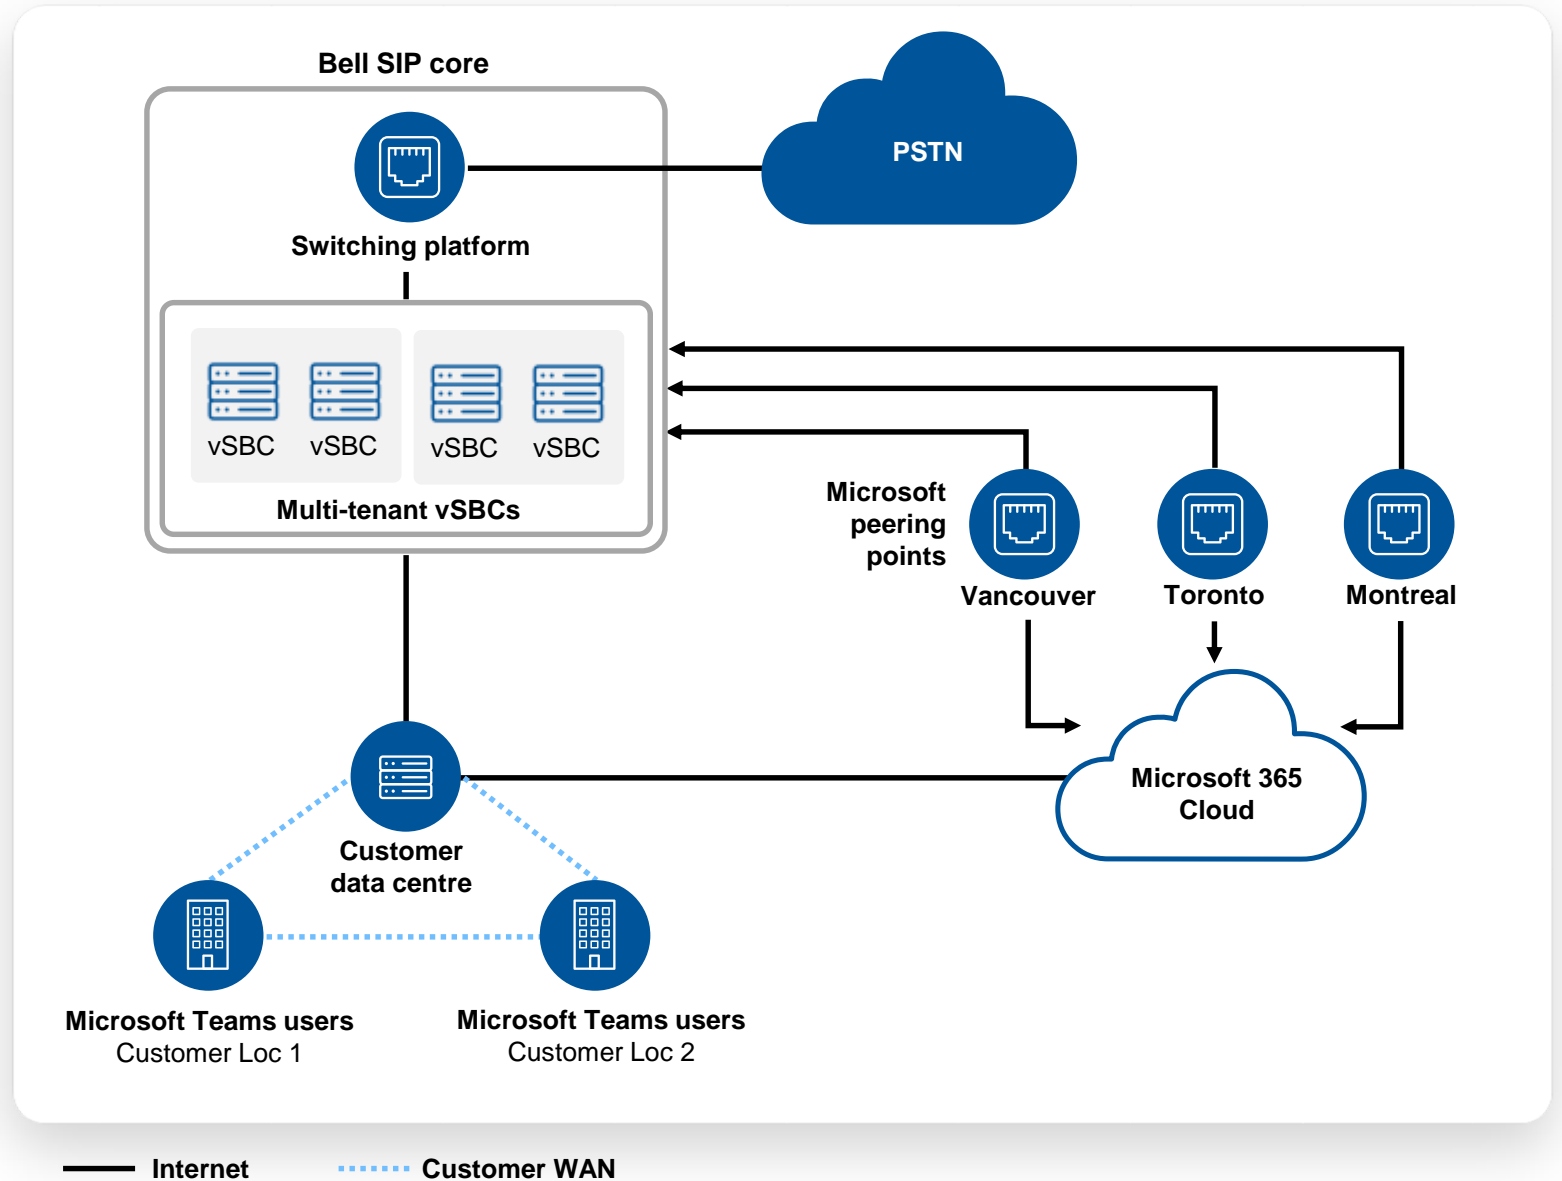 Bell SIP core
PSTN
Switching platform
vSBC
vSBC
vSBC
vSBC
Multi-tenant vSBCs
Microsoft
peering
points
Vancouver
Toronto
Montreal
Microsoft 365
Cloud
Customer
data centre
Microsoft Teams users
Customer Loc 1
Microsoft Teams users
Customer Loc 2
Internet
Customer WAN